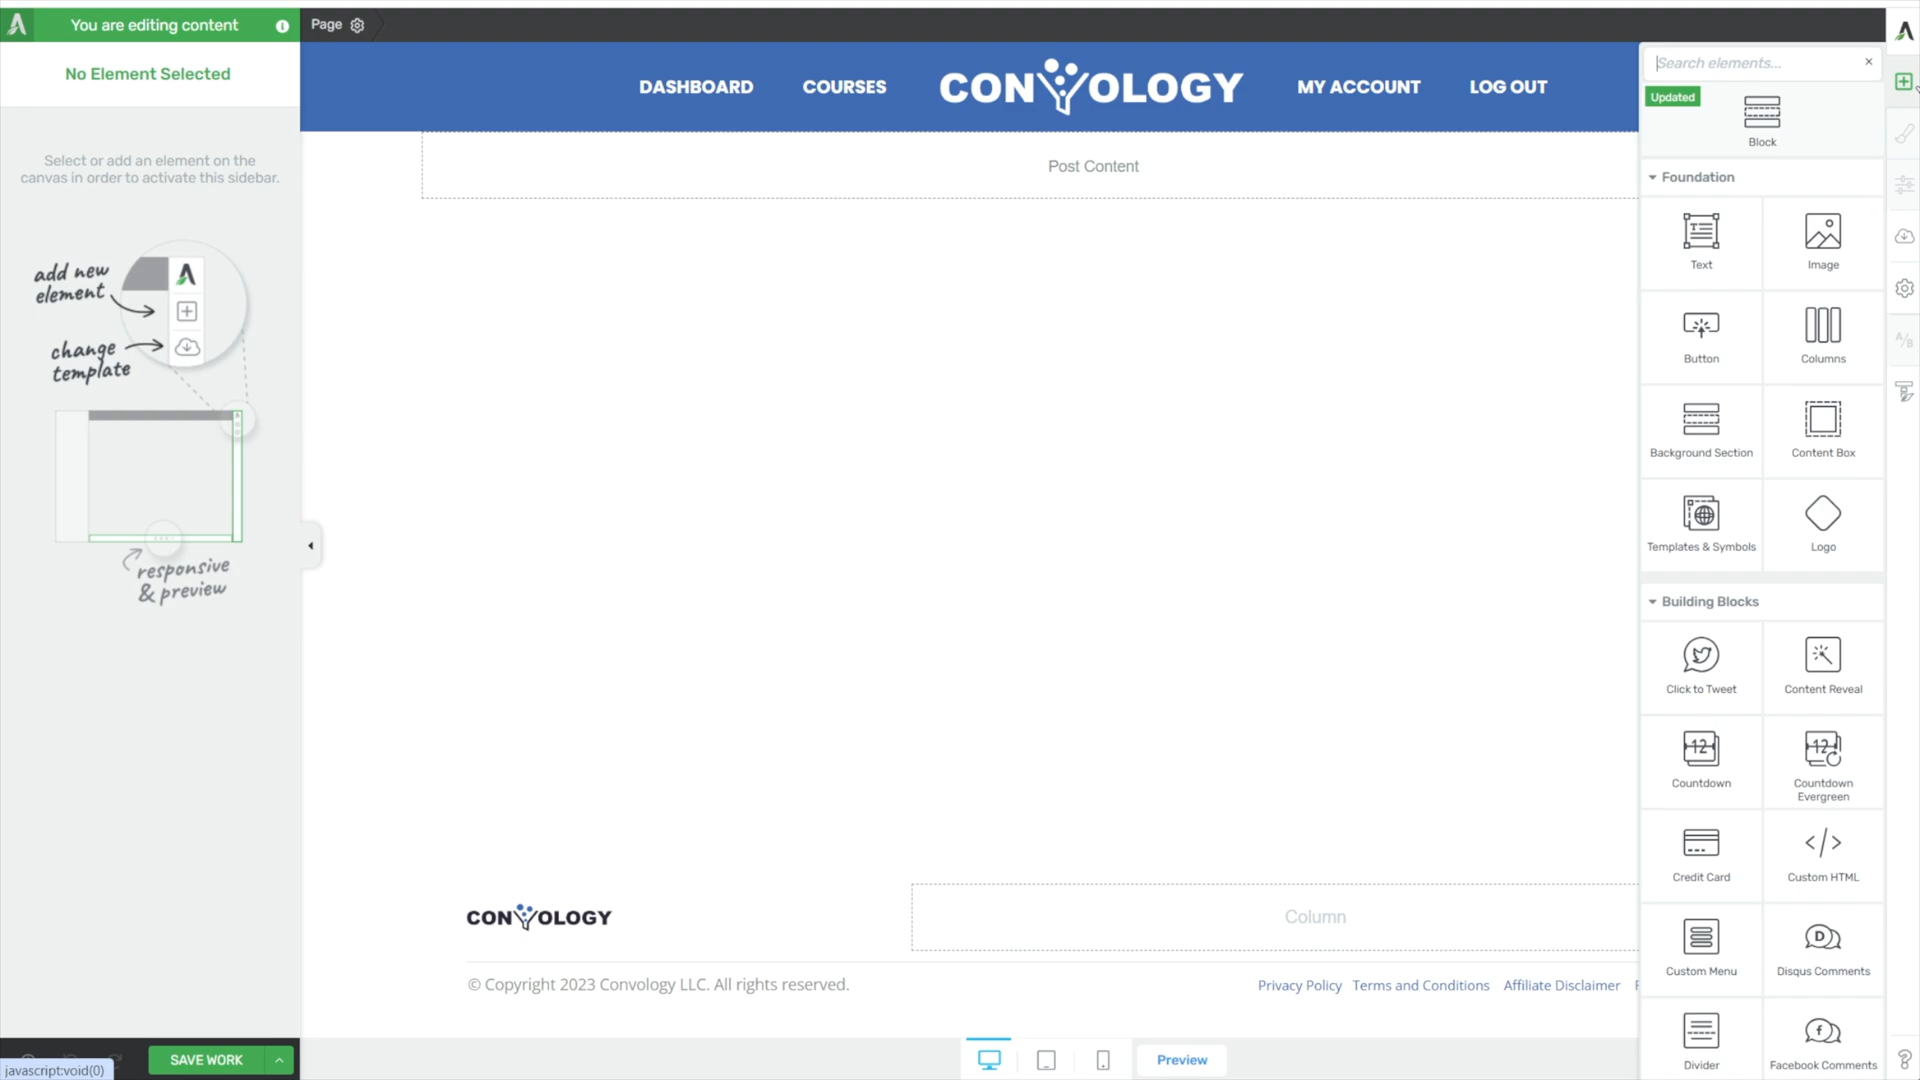 You are editing content
Page
No Element Selected
Select or add an element on the
canvas in order to activate this sidebar.
add new
element
change
template
responsive
& preview
SAVE WORK
javascript:void(0)
DASHBOARD
COURSES
CONVOLOGY
MY ACCOUNT
LOG OUT
Post Content
CONVOLOGY
Column
© Copyright 2023 Convology LLC. All rights reserved.
Privacy Policy
Terms and Conditions
Affiliate Disclaimer
Preview
Search elements...
Updated
Block
Foundation
Text
Image
Button
Columns
Background Section
Content Box
Templates & Symbols
Logo
Building Blocks
Click to Tweet
Content Reveal
12
Countdown
12
Countdown
Evergreen
Credit Card
Custom HTML
Custom Menu
Disqus Comments
Divider
Facebook Comments
A/B